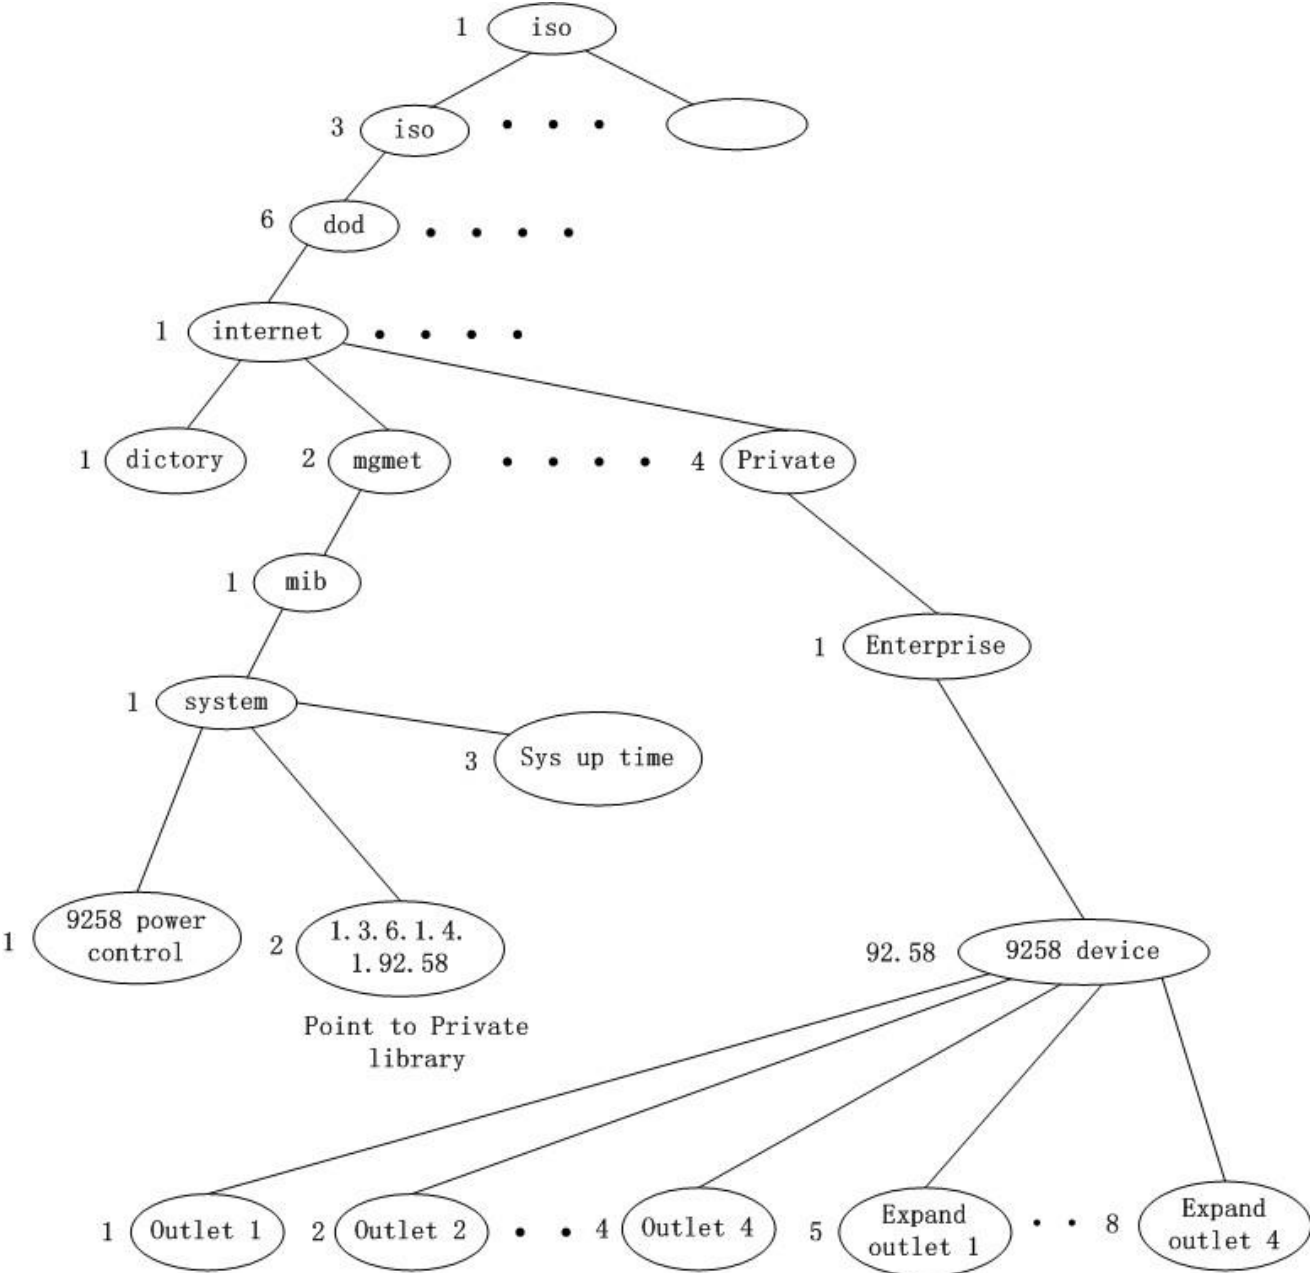 1 iso
3 iso
6 dod
1 internet
1 dictory 2 mgmet 4 Private
1 mib
1 Enterprise
1 system
3 Sys up time
1 9258 power
control
2 1.3.6.1.4.
1.92.58
92.58 9258 device
Point to Private
library
1 Outlet 1 2 Outlet 2 4 Outlet 4 5 Expand
outlet 1
8 Expand
outlet 4